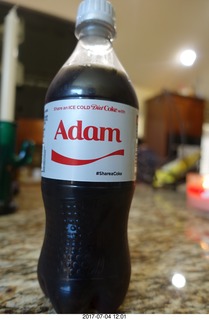 Share an ICE COLD Diet Coke with
Adam
#ShareaCoke
2017-07-04 12:01